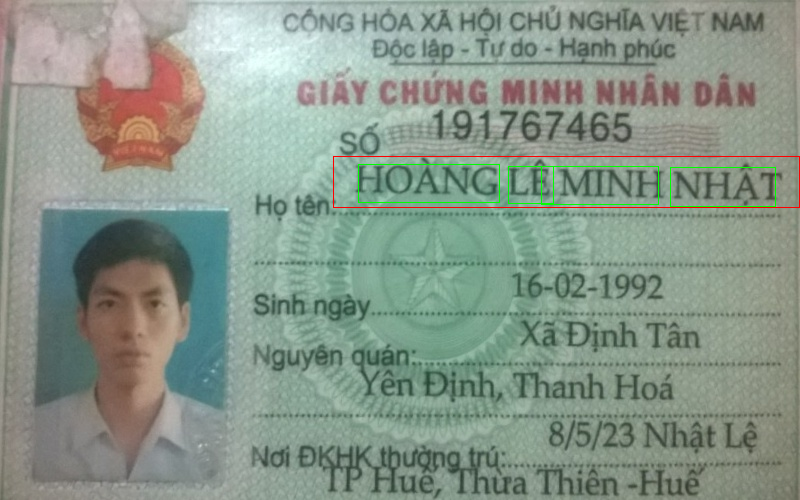 CỘNG HÒA XÃ HỘI CHỦ NGHĨA VIỆT NAM
Độc lập - Tự do - Hạnh phúc
GIẤY CHỨNG MINH NHÂN DÂN
SỐ 191767465
Họ tên: HOÀNG LÊ MINH NHẬT
Sinh ngày 16-02-1992
Nguyên quán: Xã Định Tân
Yên Định, Thanh Hoá
Nơi ĐKHK thường trú: 8/5/23 Nhật Lệ
TP Huế, Thừa Thiên -Huế
VIỆT NAM